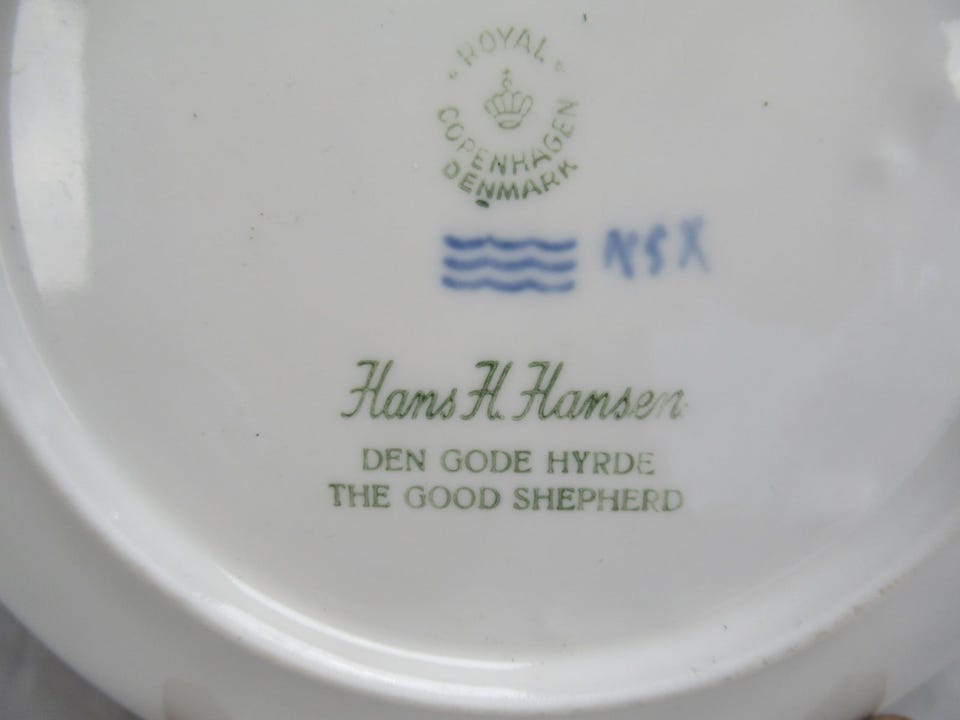 ROYAL
COPENHAGEN
DENMARK
NSX
Hans H. Hansen
DEN GODE HYRDE
THE GOOD SHEPHERD